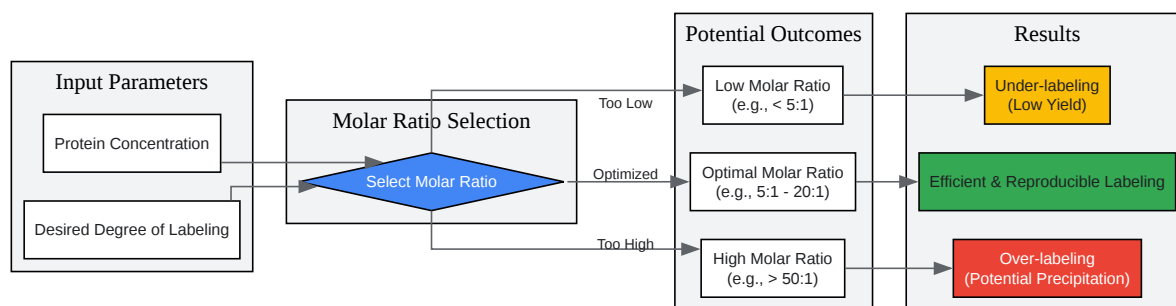 Input Parameters
Protein Concentration
Desired Degree of Labeling
Molar Ratio Selection
Select Molar Ratio
Too Low
Optimized
Too High
Potential Outcomes
Low Molar Ratio
(e.g., < 5:1)
Optimal Molar Ratio
(e.g., 5:1 - 20:1)
High Molar Ratio
(e.g., > 50:1)
Results
Under-labeling
(Low Yield)
Efficient & Reproducible Labeling
Over-labeling
(Potential Precipitation)